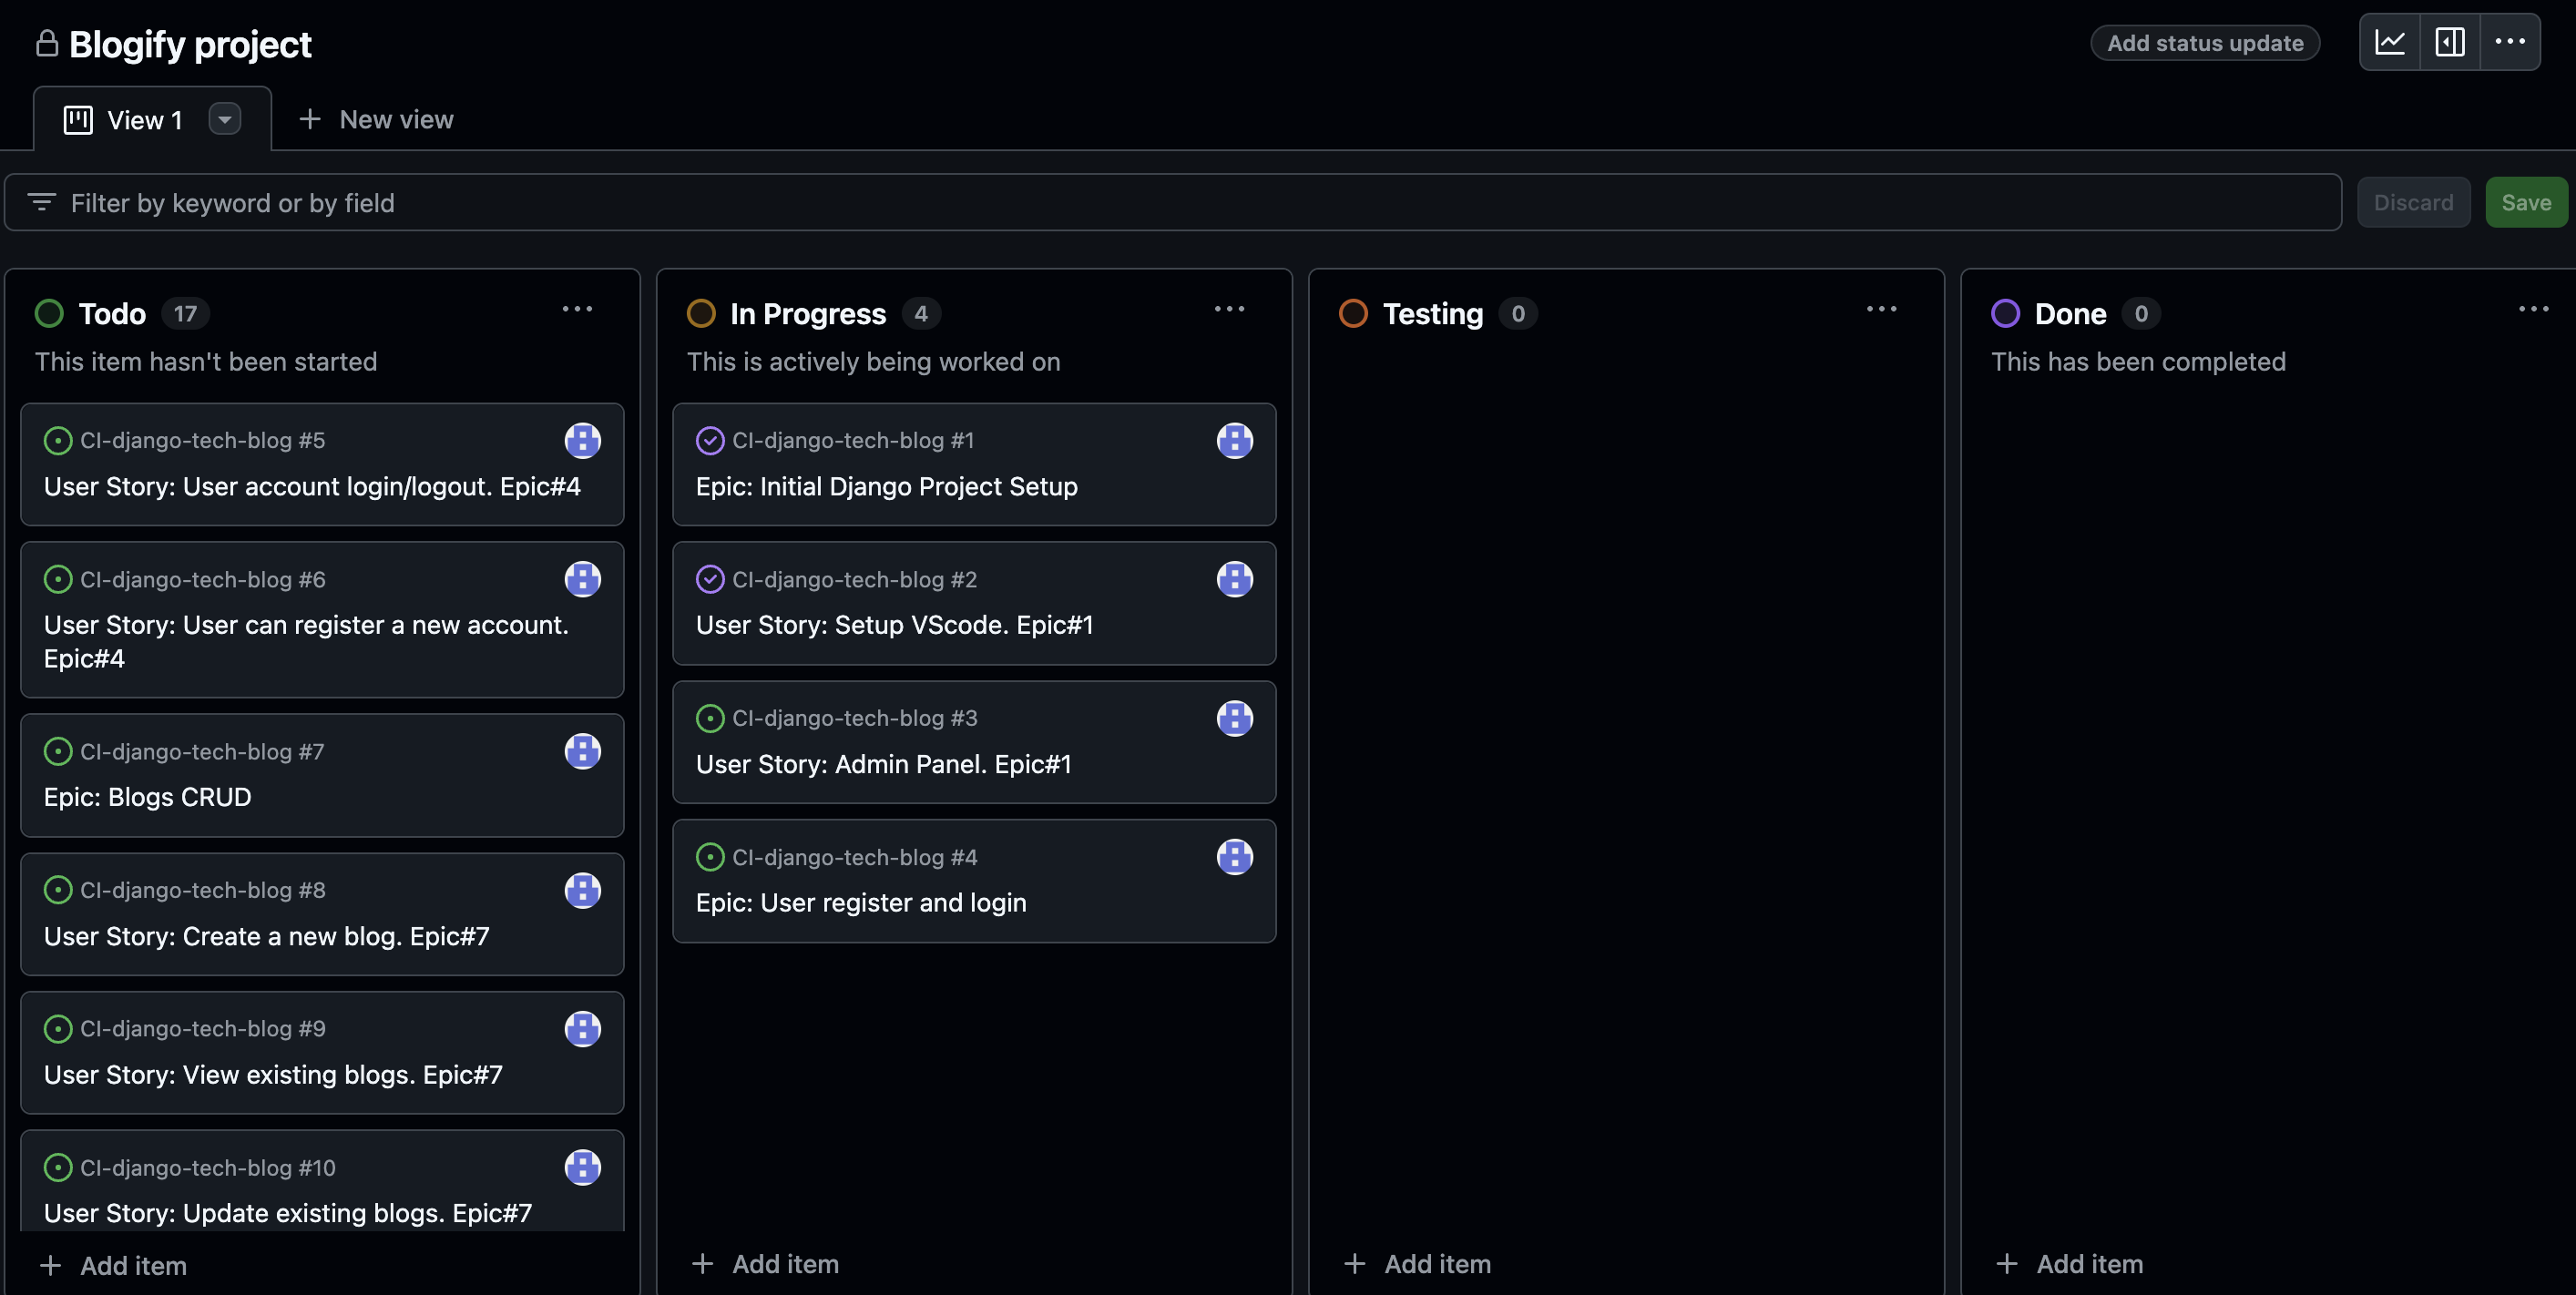 Blogify project
Add status update
View 1
New view
Filter by keyword or by field
Discard
Save
Todo 17
This item hasn't been started
CI-django-tech-blog #5
User Story: User account login/logout. Epic#4
CI-django-tech-blog #6
User Story: User can register a new account.
Epic#4
CI-django-tech-blog #7
Epic: Blogs CRUD
CI-django-tech-blog #8
User Story: Create a new blog. Epic#7
CI-django-tech-blog #9
User Story: View existing blogs. Epic#7
CI-django-tech-blog #10
User Story: Update existing blogs. Epic#7
+ Add item
In Progress 4
This is actively being worked on
CI-django-tech-blog #1
Epic: Initial Django Project Setup
CI-django-tech-blog #2
User Story: Setup VScode. Epic#1
CI-django-tech-blog #3
User Story: Admin Panel. Epic#1
CI-django-tech-blog #4
Epic: User register and login
+ Add item
Testing 0
+ Add item
Done 0
This has been completed
+ Add item